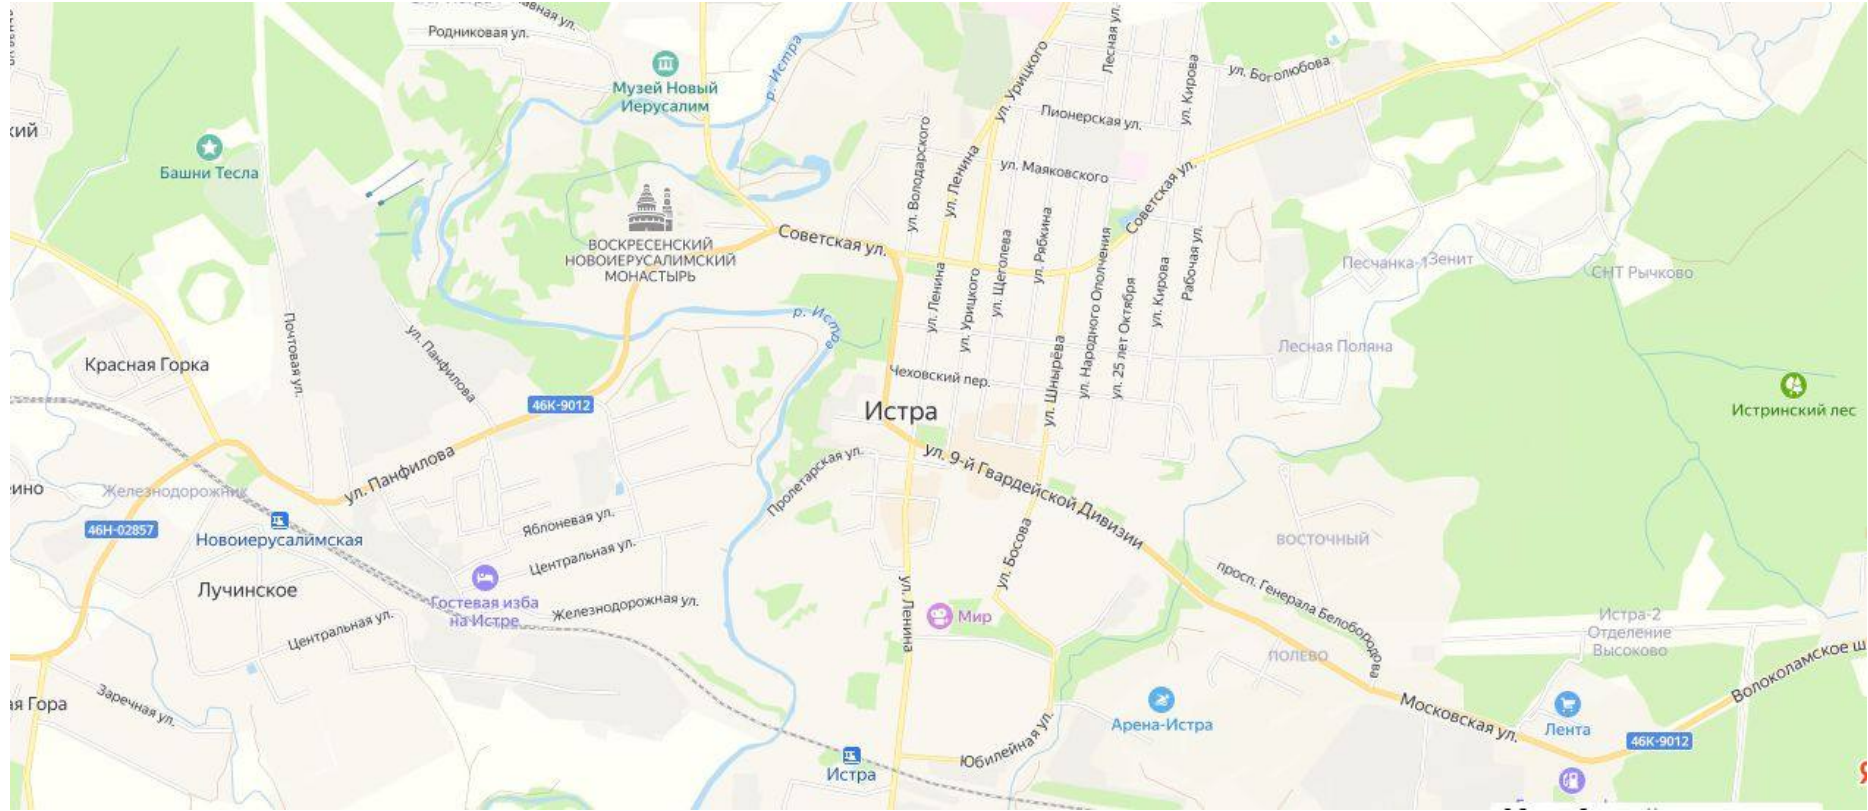 Родниковая ул.
р. Истра
Лесная ул.
ул. Урицкого
ул. Кирова
ул. Боголюбова
Музей Новый
Иерусалим
Пионерская ул.
кий
Башни Тесла
ул. Володарского
ул. Ленина
ул. Маяковского
Советская ул.
ВОСКРЕСЕНСКИЙ
НОВОИЕРУСАЛИМСКИЙ
МОНАСТЫРЬ
Советская ул.
ул. Ленина
ул. Урицкого
ул. Щеголева
ул. Рябкина
ул. Народного Ополчения
ул. 25 лет Октября
ул. Кирова
Рабочая ул.
Песчанка-1
Зенит
СНТ Рычково
р. Истра
Почтовая ул.
ул. Панфилова
Красная Горка
Лесная Поляна
Чеховский пер.
ул. Шнырёва
46К-9012
Истра
Истринский лес
ул. Панфилова
Пролетарская ул.
ул. 9-й Гвардейской Дивизии
ино
Железнодорожник
46Н-02857
Новоиерусалимская
Яблоневая ул.
Центральная ул.
ул. Босова
ВОСТОЧНЫЙ
просп. Генерала Белобородова
Лучинское
Гостевая изба
на Истре
Железнодорожная ул.
Центральная ул.
ул. Ленина
Мир
Истра-2
Отделение
Высоково
ПОЛЕВО
Волоколамское ш
ая Гора
Заречная ул.
Арена-Истра
Московская ул.
Лента
46К-9012
Юбилейная ул.
Истра
Я